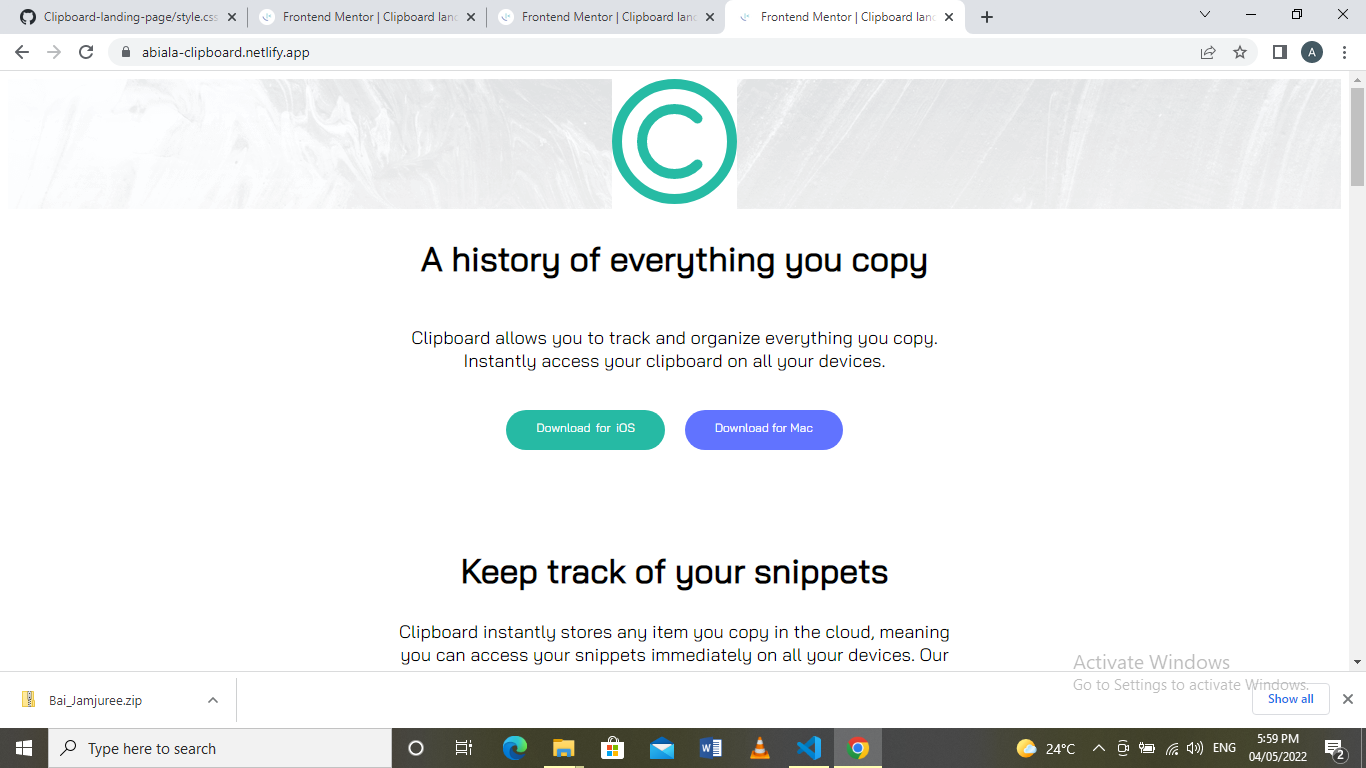 Clipboard-landing-page/style.css
Frontend Mentor | Clipboard lanc
Frontend Mentor | Clipboard lanc
Frontend Mentor | Clipboard lanc
abiala-clipboard.netlify.app
A
A history of everything you copy
Clipboard allows you to track and organize everything you copy.
Instantly access your clipboard on all your devices.
Download for iOS
Download for Mac
Keep track of your snippets
Clipboard instantly stores any item you copy in the cloud, meaning
you can access your snippets immediately on all your devices. Our
Activate Windows
Go to Settings to activate Windows.
Bai_Jamjuree.zip
Show all
Type here to search
24°C
ENG
5:59 PM
04/05/2022
2